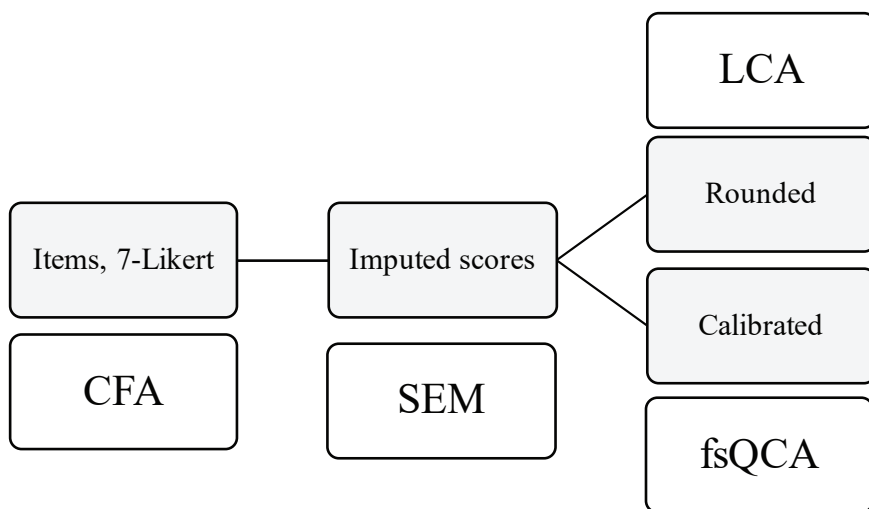 LCA
Rounded
Items, 7-Likert
Imputed scores
Calibrated
CFA
SEM
fsQCA